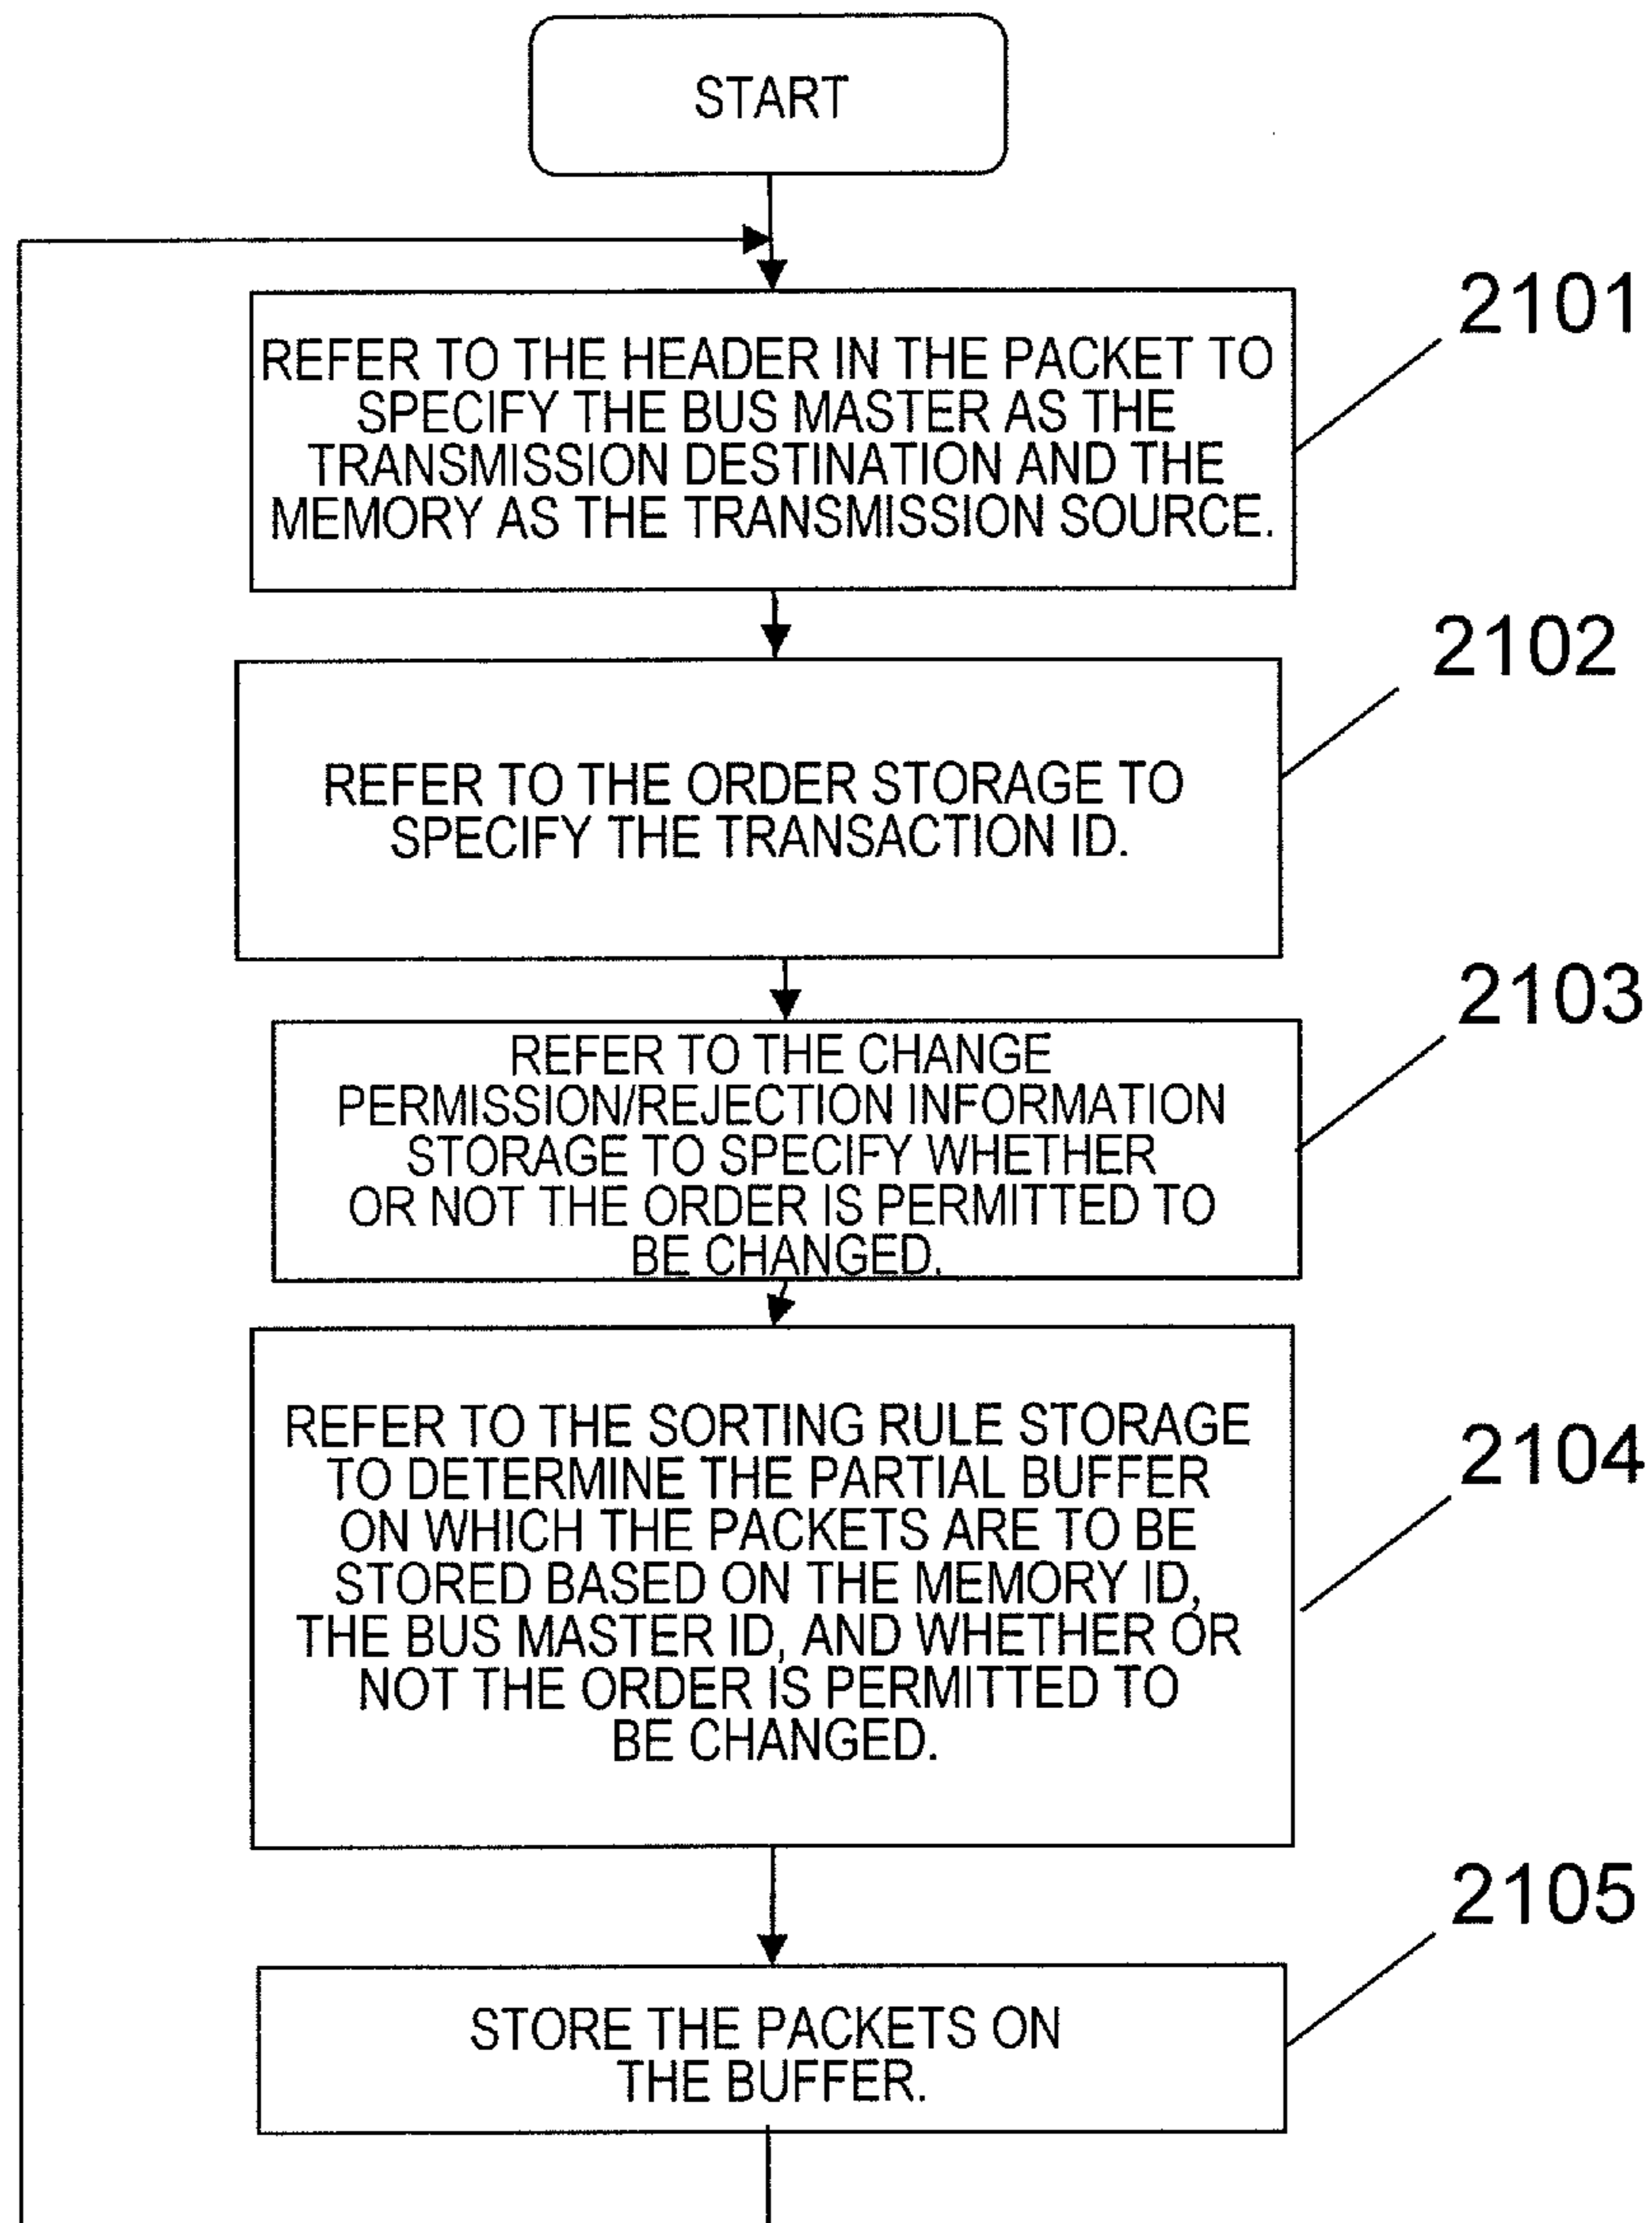 START
2101
REFER TO THE HEADER IN THE PACKET TO
SPECIFY THE BUS MASTER AS THE
TRANSMISSION DESTINATION AND THE
MEMORY AS THE TRANSMISSION SOURCE.
2102
REFER TO THE ORDER STORAGE TO
SPECIFY THE TRANSACTION ID.
2103
REFER TO THE CHANGE
PERMISSION/REJECTION INFORMATION
STORAGE TO SPECIFY WHETHER
OR NOT THE ORDER IS PERMITTED TO
BE CHANGED.
2104
REFER TO THE SORTING RULE STORAGE
TO DETERMINE THE PARTIAL BUFFER
ON WHICH THE PACKETS ARE TO BE
STORED BASED ON THE MEMORY ID,
THE BUS MASTER ID, AND WHETHER OR
NOT THE ORDER IS PERMITTED TO
BE CHANGED.
2105
STORE THE PACKETS ON
THE BUFFER.